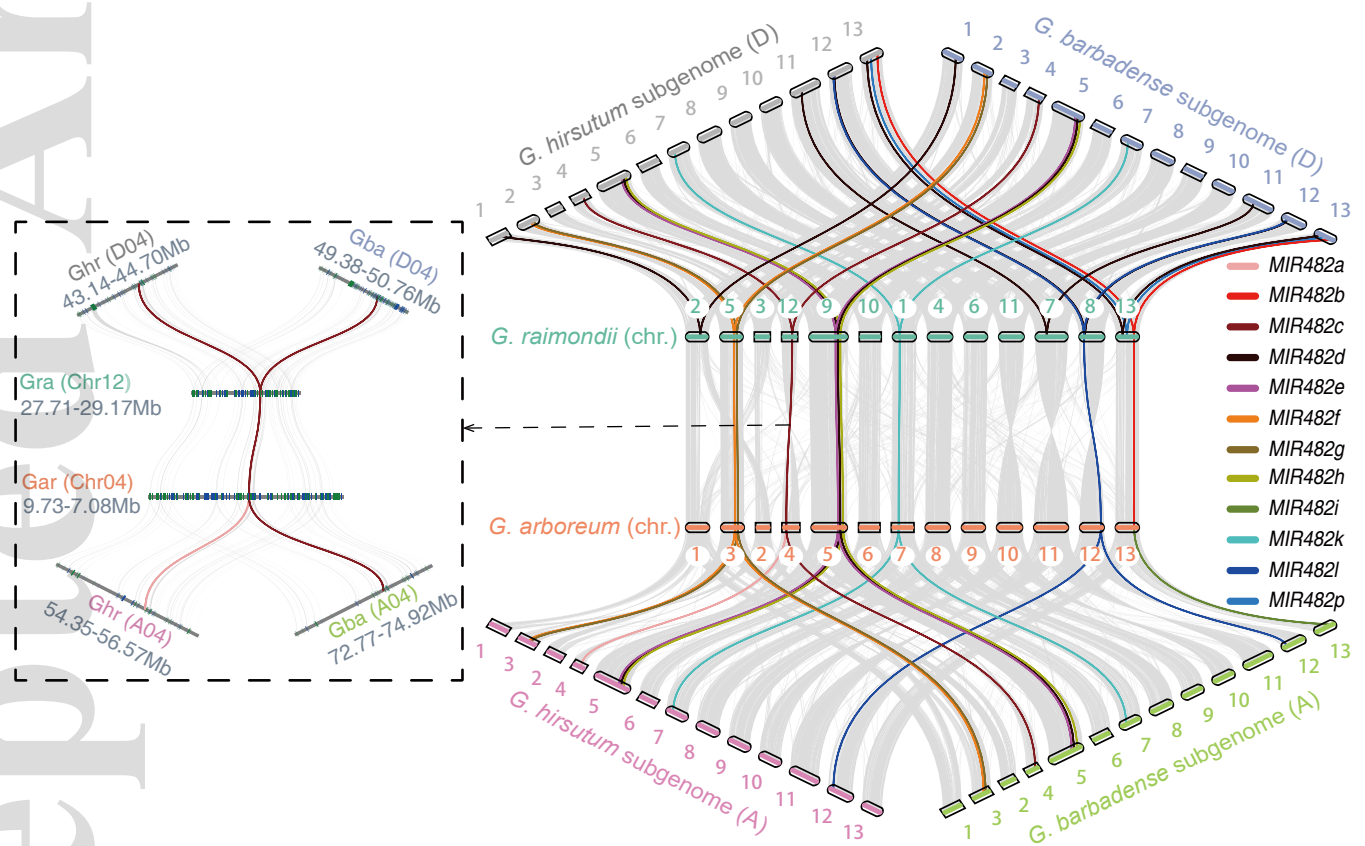 G. hirsutum subgenome (D)
1 2 3 4 5 6 7 8 9 10 11 12 13
G. barbadense subgenome (D)
1 2 3 4 5 6 7 8 9 10 11 12 13
Ghr (D04)
43.14-44.70Mb
Gba (D04)
49.38-50.76Mb
Gra (Chr12)
27.71-29.17Mb
Gar (Chr04)
9.73-7.08Mb
Ghr (A04)
54.35-56.57Mb
Gba (A04)
72.77-74.92Mb
2 5 3 12 9 10 1 4 6 11 7 8 13
G. raimondii (chr.)
G. arboreum (chr.)
1 3 2 4 5 6 7 8 9 10 11 12 13
MIR482a
MIR482b
MIR482c
MIR482d
MIR482e
MIR482f
MIR482g
MIR482h
MIR482i
MIR482k
MIR482l
MIR482p
1 3 2 4 5 6 7 8 9 10 11 12 13
G. hirsutum subgenome (A)
1 3 2 4 5 6 7 8 9 10 11 12 13
G. barbadense subgenome (A)